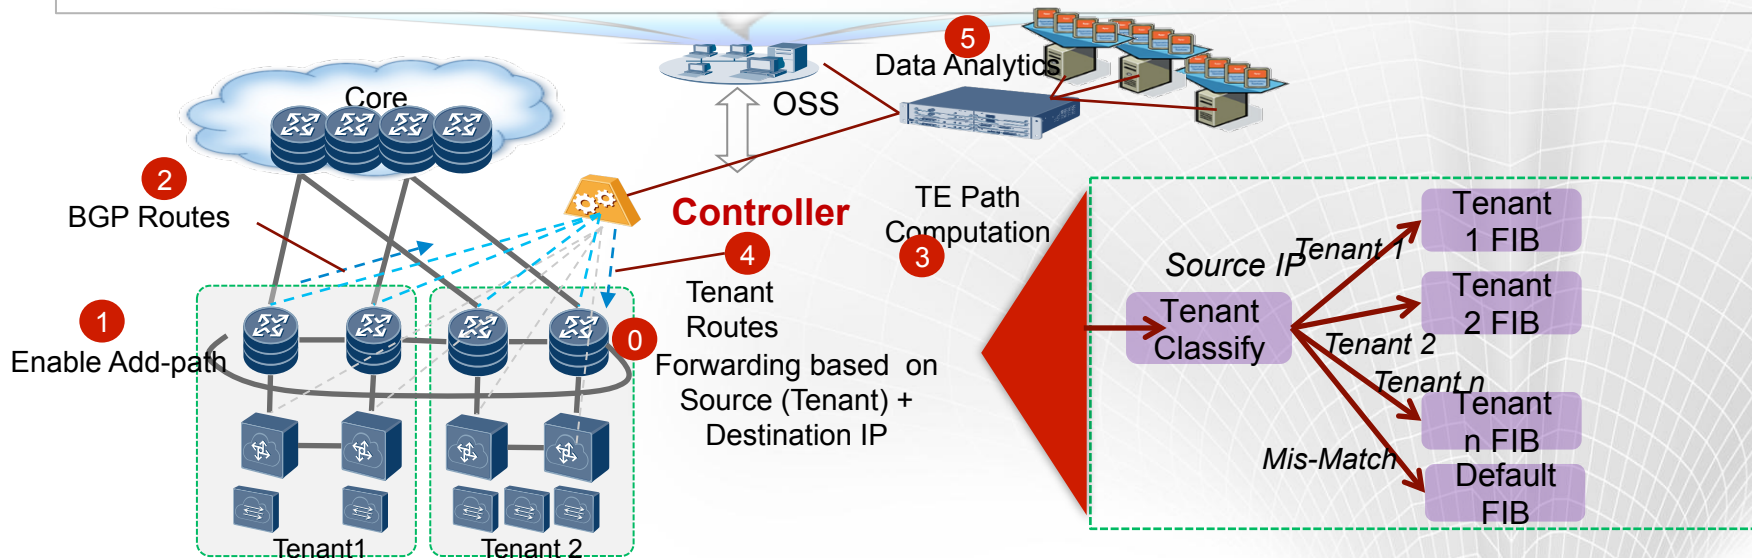 5
Data Analytics
OSS
Core
2
BGP Routes
Controller
TE Path
Computation
3
4
Tenant
Routes
1
Enable Add-path
0
Forwarding based on
Source (Tenant) +
Destination IP
Tenant1
Tenant 2
Source IP
Tenant
Classify
Tenant 1
Tenant 2
Tenant n
Mis-Match
Tenant
1 FIB
Tenant
2 FIB
Tenant
n FIB
Default
FIB